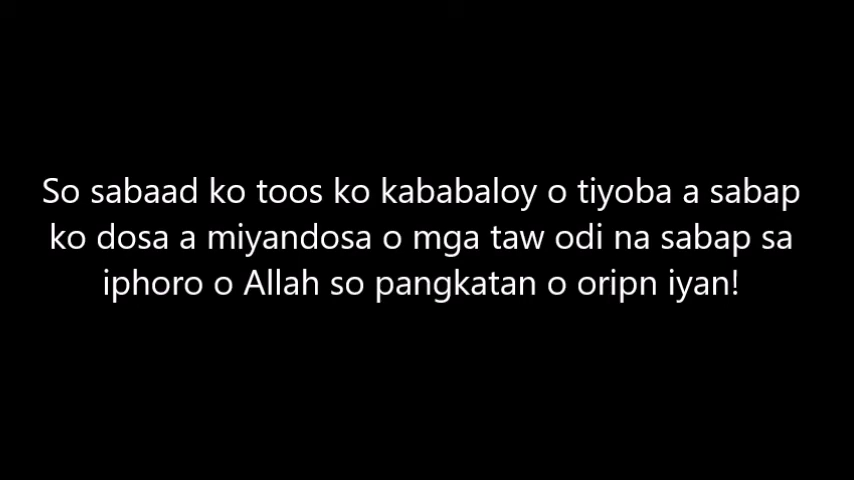 So sabaad ko toos ko kababaloy o tiyoba a sabap
ko dosa a miyandosa o mga taw odi na sabap sa
iphoro o Allah so pangkatan o oripn iyan!